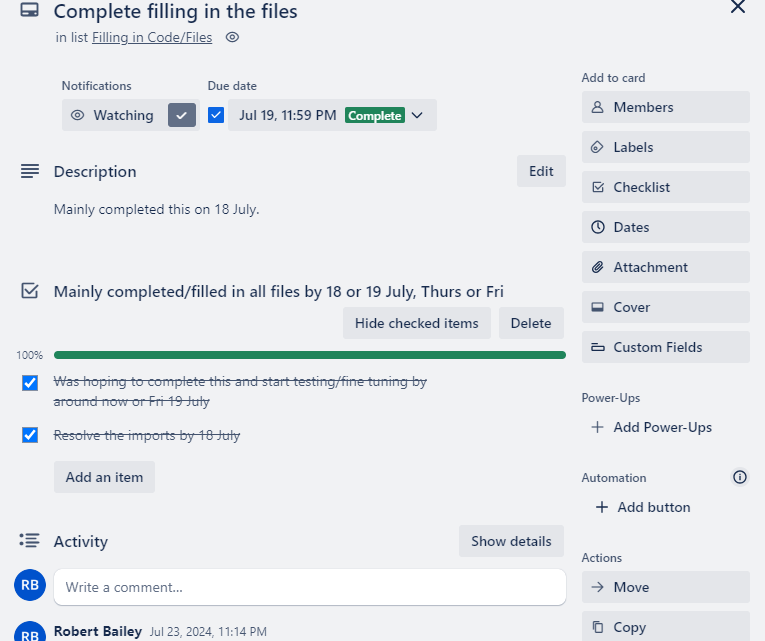 Complete filling in the files
in list Filling in Code/Files
Notifications
Due date
Watching
Jul 19, 11:59 PM Complete
Description
Edit
Mainly completed this on 18 July.
Mainly completed/filled in all files by 18 or 19 July, Thurs or Fri
Hide checked items
Delete
100%
Was hoping to complete this and start testing/fine tuning by
around now or Fri 19 July
Resolve the imports by 18 July
Add an item
Activity
Show details
RB
Write a comment...
RB
Robert Bailey Jul 23, 2024, 11:14 PM
Add to card
Members
Labels
Checklist
Dates
Attachment
Cover
Custom Fields
Power-Ups
Add Power-Ups
Automation
Add button
Actions
Move
Copy